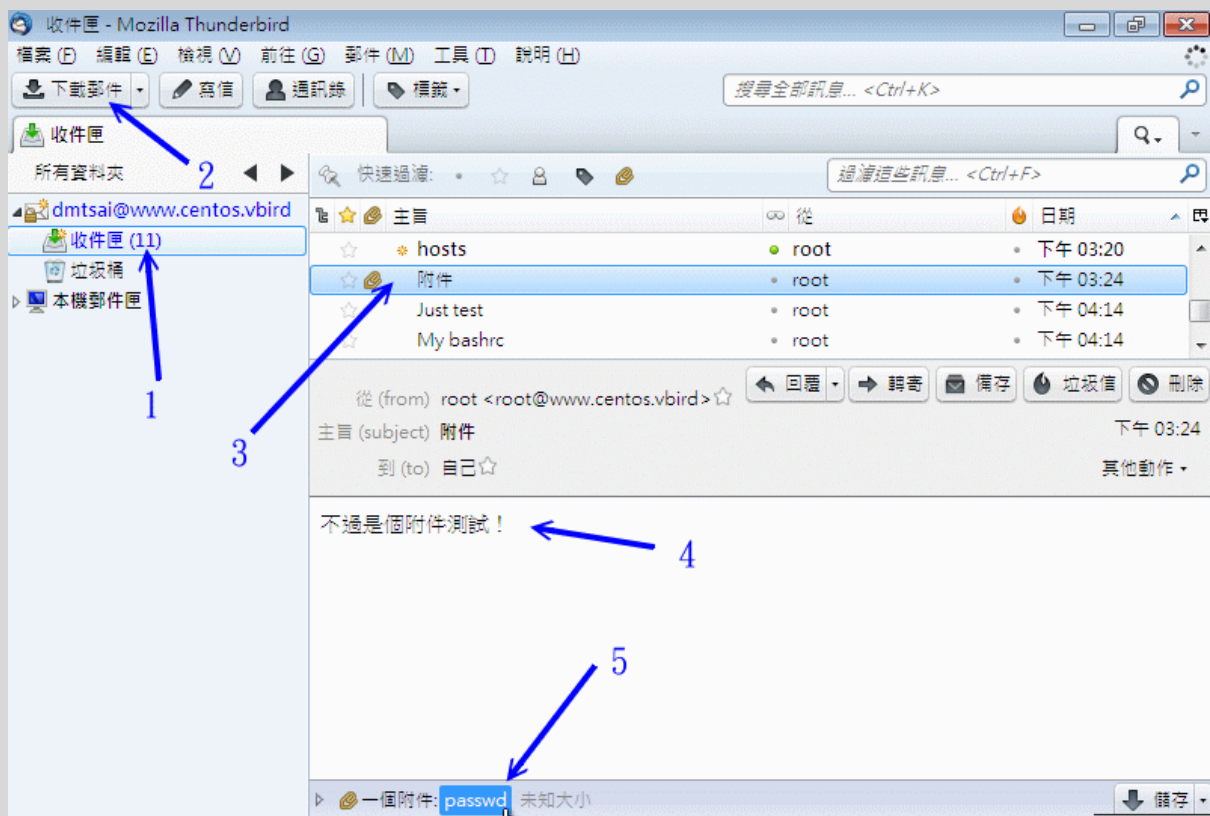 收件匣 - Mozilla Thunderbird
檔案 (F) 編輯 (E) 檢視 (V) 前往 (G) 郵件 (M) 工具 (T) 說明 (H)
下載郵件 寫信 通訊錄 標籤 搜尋全部訊息... <Ctrl+K>
收件匣
所有資料夾 2 快速過濾: 過濾這些訊息... <Ctrl+F>
dmtsai@www.centos.vbird 主旨 從 日期
收件匣 (11) hosts root 下午 03:20
垃圾桶 附件 root 下午 03:24
本機郵件匣 Just test root 下午 04:14
My bashrc root 下午 04:14
1 3
回覆 轉寄 備存 垃圾信 刪除
從 (from) root <root@www.centos.vbird>
主旨 (subject) 附件 下午 03:24
到 (to) 自己 其他動作
不過是個附件測試！
4
5
一個附件: passwd 未知大小 儲存